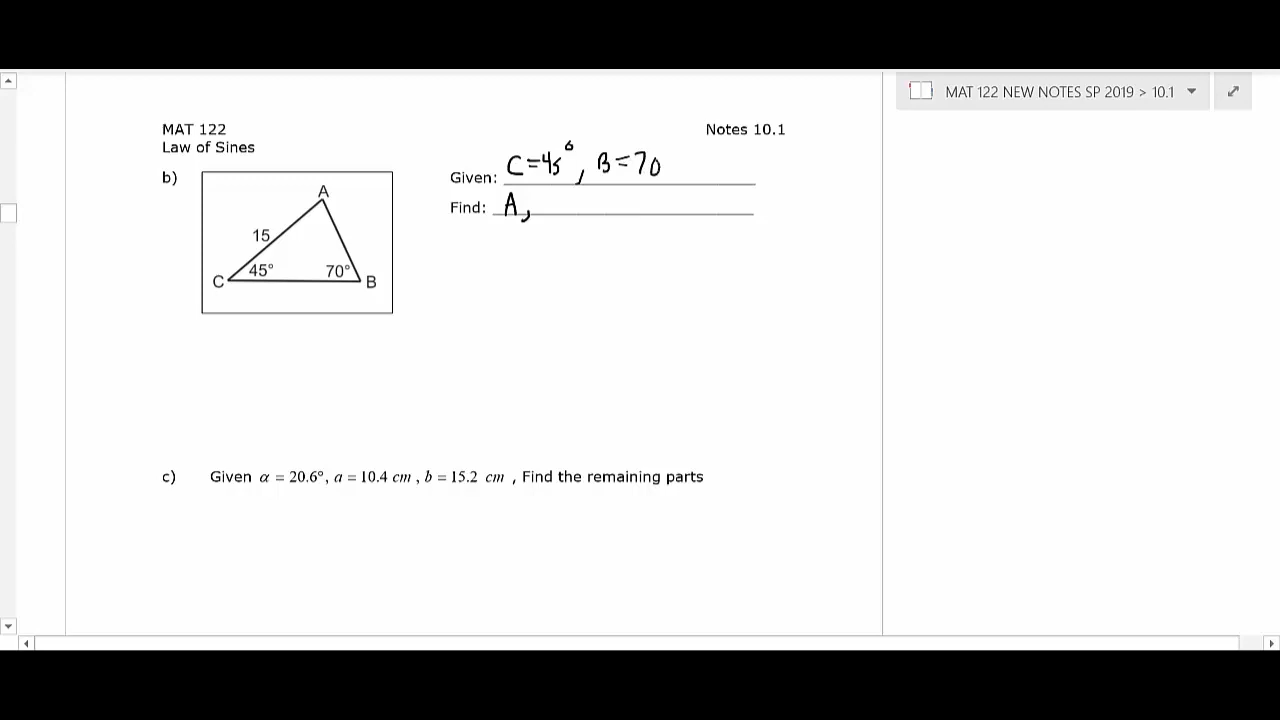 MAT 122 NEW NOTES SP 2019 > 10.1
MAT 122
Notes 10.1
Law of Sines
b)
Given: C=45°, B=70
Find: A,
A
15
45°
70°
C
B
c) Given α = 20.6°, a = 10.4 cm , b = 15.2 cm , Find the remaining parts